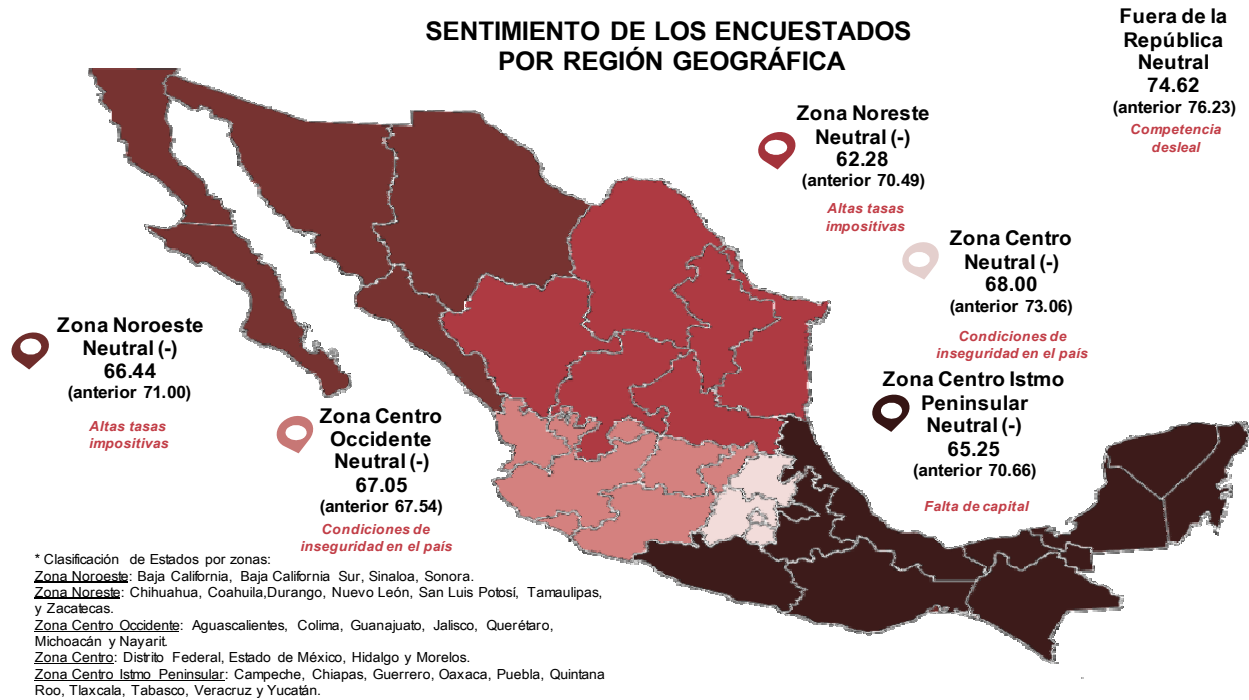 SENTIMIENTO DE LOS ENCUESTADOS
POR REGIÓN GEOGRÁFICA
Fuera de la
República
Neutral
74.62
(anterior 76.23)
Competencia
desleal
Zona Noreste
Neutral (-)
62.28
(anterior 70.49)
Altas tasas
impositivas
Zona Centro
Neutral (-)
68.00
(anterior 73.06)
Condiciones de
inseguridad en el país
Zona Noroeste
Neutral (-)
66.44
(anterior 71.00)
Altas tasas
impositivas
Zona Centro
Occidente
Neutral (-)
67.05
(anterior 67.54)
Condiciones de
inseguridad en el país
Zona Centro Istmo
Peninsular
Neutral (-)
65.25
(anterior 70.66)
Falta de capital
* Clasificación de Estados por zonas:
Zona Noroeste: Baja California, Baja California Sur, Sinaloa, Sonora.
Zona Noreste: Chihuahua, Coahuila,Durango, Nuevo León, San Luis Potosí, Tamaulipas,
y Zacatecas.
Zona Centro Occidente: Aguascalientes, Colima, Guanajuato, Jalisco, Querétaro,
Michoacán y Nayarit.
Zona Centro: Distrito Federal, Estado de México, Hidalgo y Morelos.
Zona Centro Istmo Peninsular: Campeche, Chiapas, Guerrero, Oaxaca, Puebla, Quintana
Roo, Tlaxcala, Tabasco, Veracruz y Yucatán.